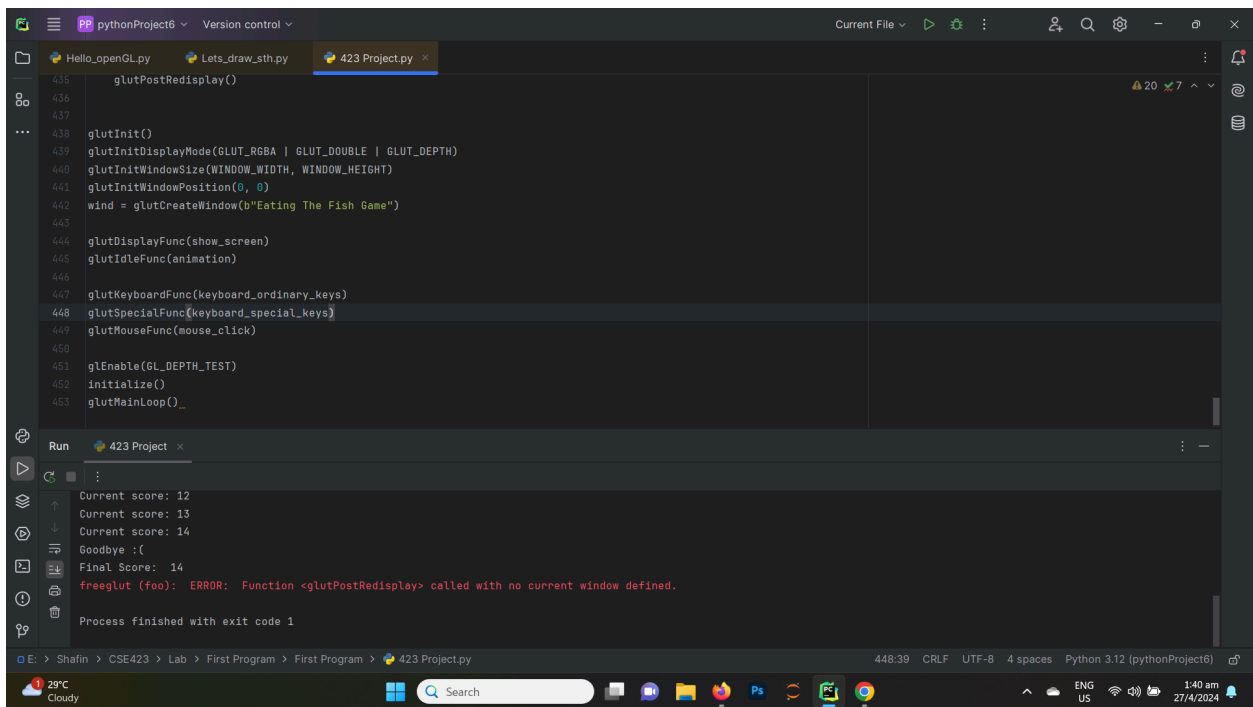 PP pythonProject6 Version control Current File
Hello_openGL.py Lets_draw_sth.py 423 Project.py
435 glutPostRedisplay() 20 7
436
437
438 glutInit()
439 glutInitDisplayMode(GLUT_RGBA | GLUT_DOUBLE | GLUT_DEPTH)
440 glutInitWindowSize(WINDOW_WIDTH, WINDOW_HEIGHT)
441 glutInitWindowPosition(0, 0)
442 wind = glutCreateWindow(b"Eating The Fish Game")
443
444 glutDisplayFunc(show_screen)
445 glutIdleFunc(animation)
446
447 glutKeyboardFunc(keyboard_ordinary_keys)
448 glutSpecialFunc(keyboard_special_keys)
449 glutMouseFunc(mouse_click)
450
451 glEnable(GL_DEPTH_TEST)
452 initialize()
453 glutMainLoop()
Run 423 Project
Current score: 12
Current score: 13
Current score: 14
Goodbye :(
Final Score:  14
freeglut (foo):  ERROR:  Function <glutPostRedisplay> called with no current window defined.
Process finished with exit code 1
E: > Shafin > CSE423 > Lab > First Program > First Program > 423 Project.py 448:39 CRLF UTF-8 4 spaces Python 3.12 (pythonProject6)
1 29°C Cloudy Search Ps PC ENG US 1:40 am 27/4/2024